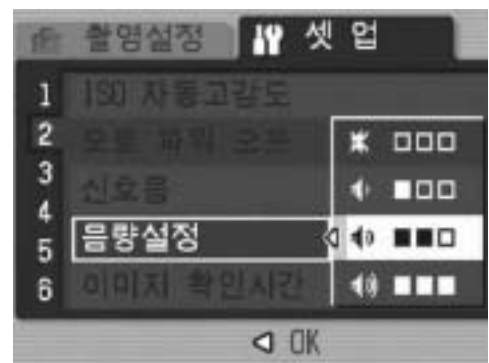 촬영설정 셋 업
1 ISO 자동고감도
2 오토 파워 오프
3 신호음
4 음량설정
5 이미지 확인시간
6
OK